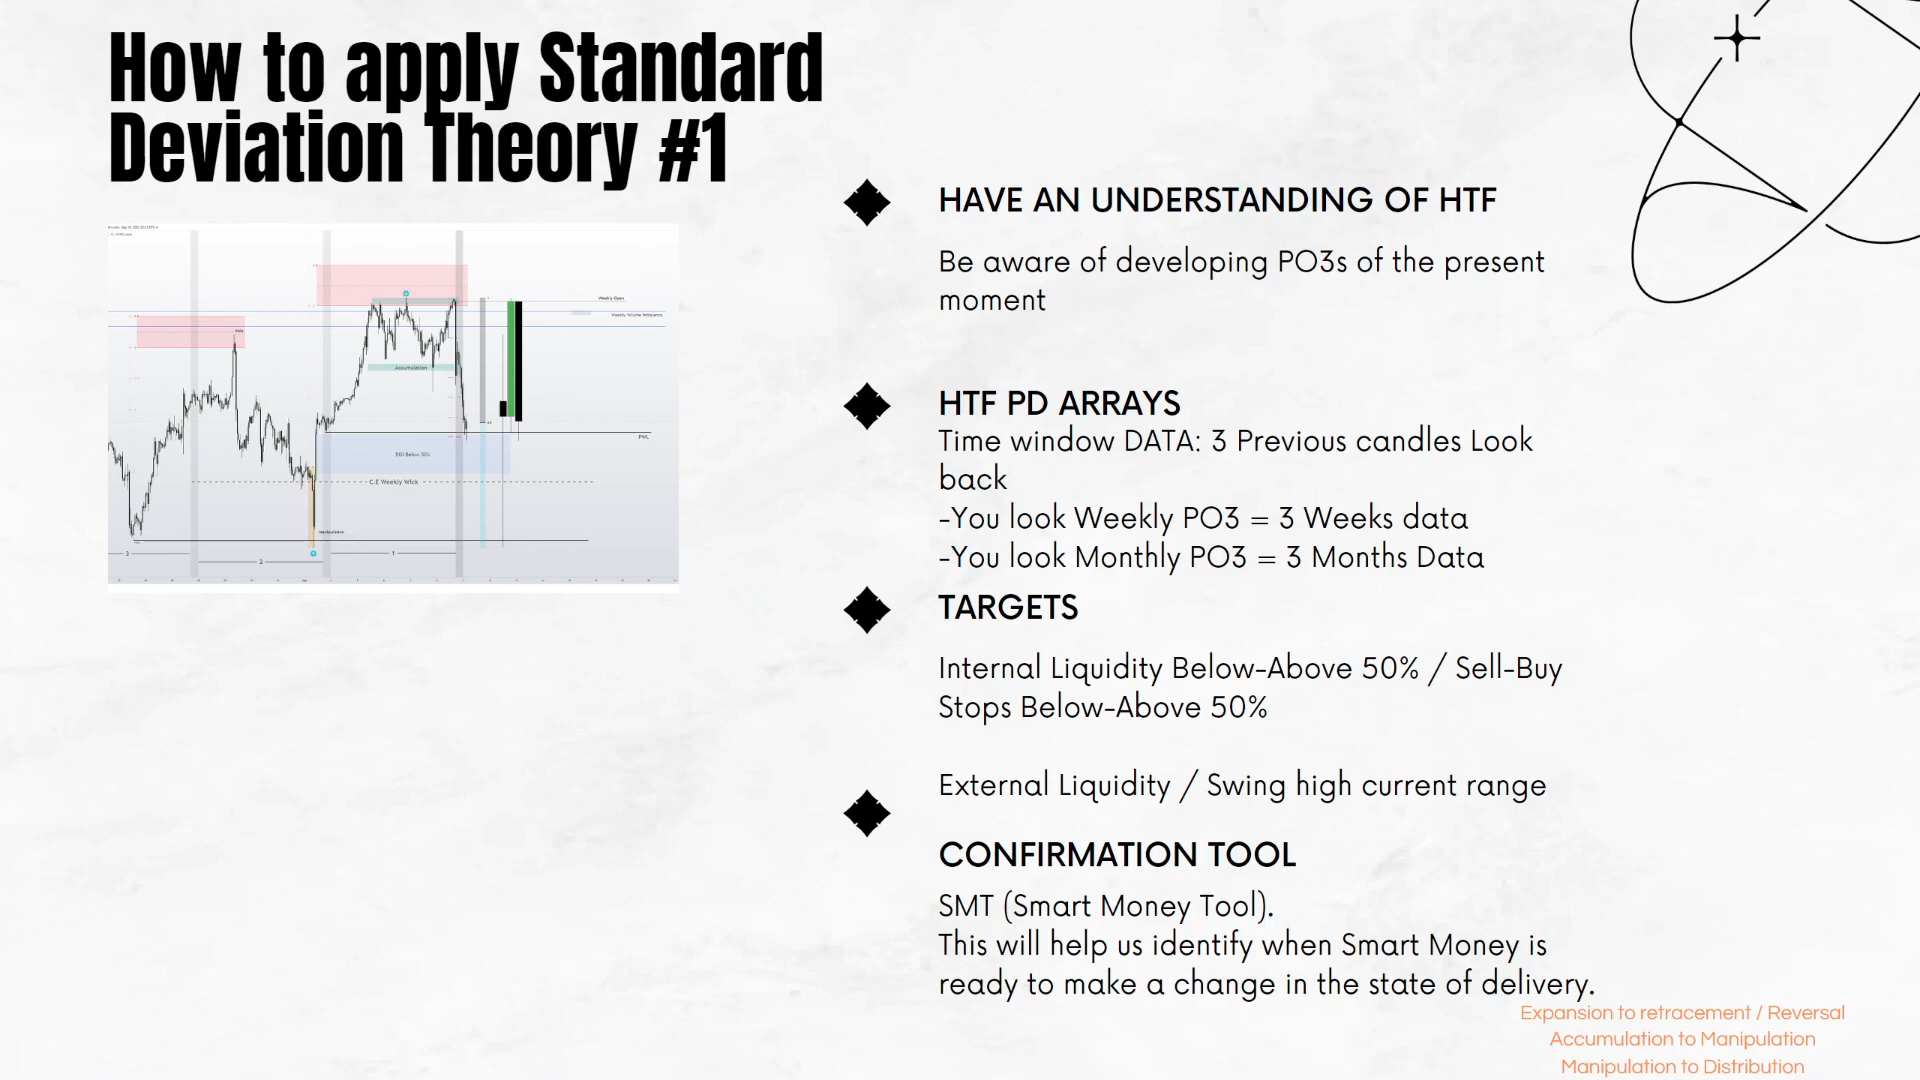 How to apply Standard
Deviation Theory #1
HAVE AN UNDERSTANDING OF HTF
Be aware of developing PO3s of the present
moment
HTF PD ARRAYS
Time window DATA: 3 Previous candles Look
back
-You look Weekly PO3 = 3 Weeks data
-You look Monthly PO3 = 3 Months Data
TARGETS
Internal Liquidity Below-Above 50% / Sell-Buy
Stops Below-Above 50%
External Liquidity / Swing high current range
CONFIRMATION TOOL
SMT (Smart Money Tool).
This will help us identify when Smart Money is
ready to make a change in the state of delivery.
Expansion to retracement / Reversal
Accumulation to Manipulation
Manipulation to Distribution
Weekly Open
Weekly Volume Imbalance
Accumulation
PWL
Below 50%
C.E Weekly Wick
Manipulation
3
2
1